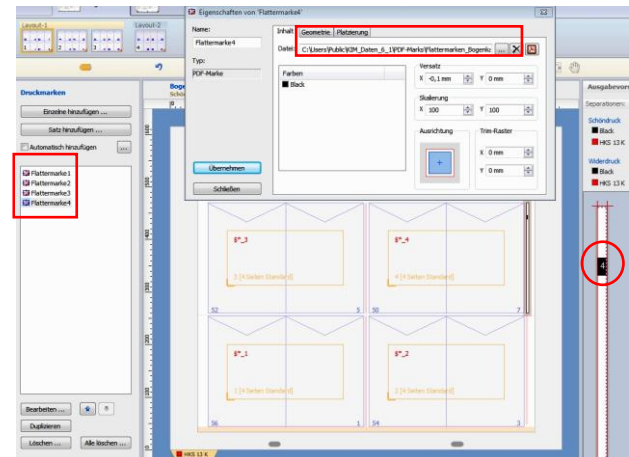 Layout-1
Layout-2
Eigenschaften von 'Flattermarke4'
Name:
Flattermarke4
Typ:
PDF-Marke
Inhalt
Geometrie
Platzierung
Datei:
C:\Users\Public\KIM_Daten_6_1\PDF-Marks\Flattermarken_Bogenku
...
Farben
Black
Versatz
X -0,1 mm
Y 0 mm
Skalierung
X 100
Y 100
Ausrichtung
Trim-Raster
X 0 mm
Y 0 mm
Übernehmen
Schließen
Druckmarken
Einzelne hinzufügen ...
Satz hinzufügen ...
Automatisch hinzufügen
...
Flattermarke1
Flattermarke2
Flattermarke3
Flattermarke4
Bearbeiten ...
Duplizieren
Löschen ...
Alle löschen ...
$*_3
3 [4 Seiten Standard]
52
5
$*_4
4 [4 Seiten Standard]
50
7
$*_1
1 [4 Seiten Standard]
56
1
$*_2
2 [4 Seiten Standard]
54
3
HKS 13 K
Ausgabevor
Separationen:
Schöndruck
Black
HKS 13 K
Widerdruck
Black
HKS 13 K
4